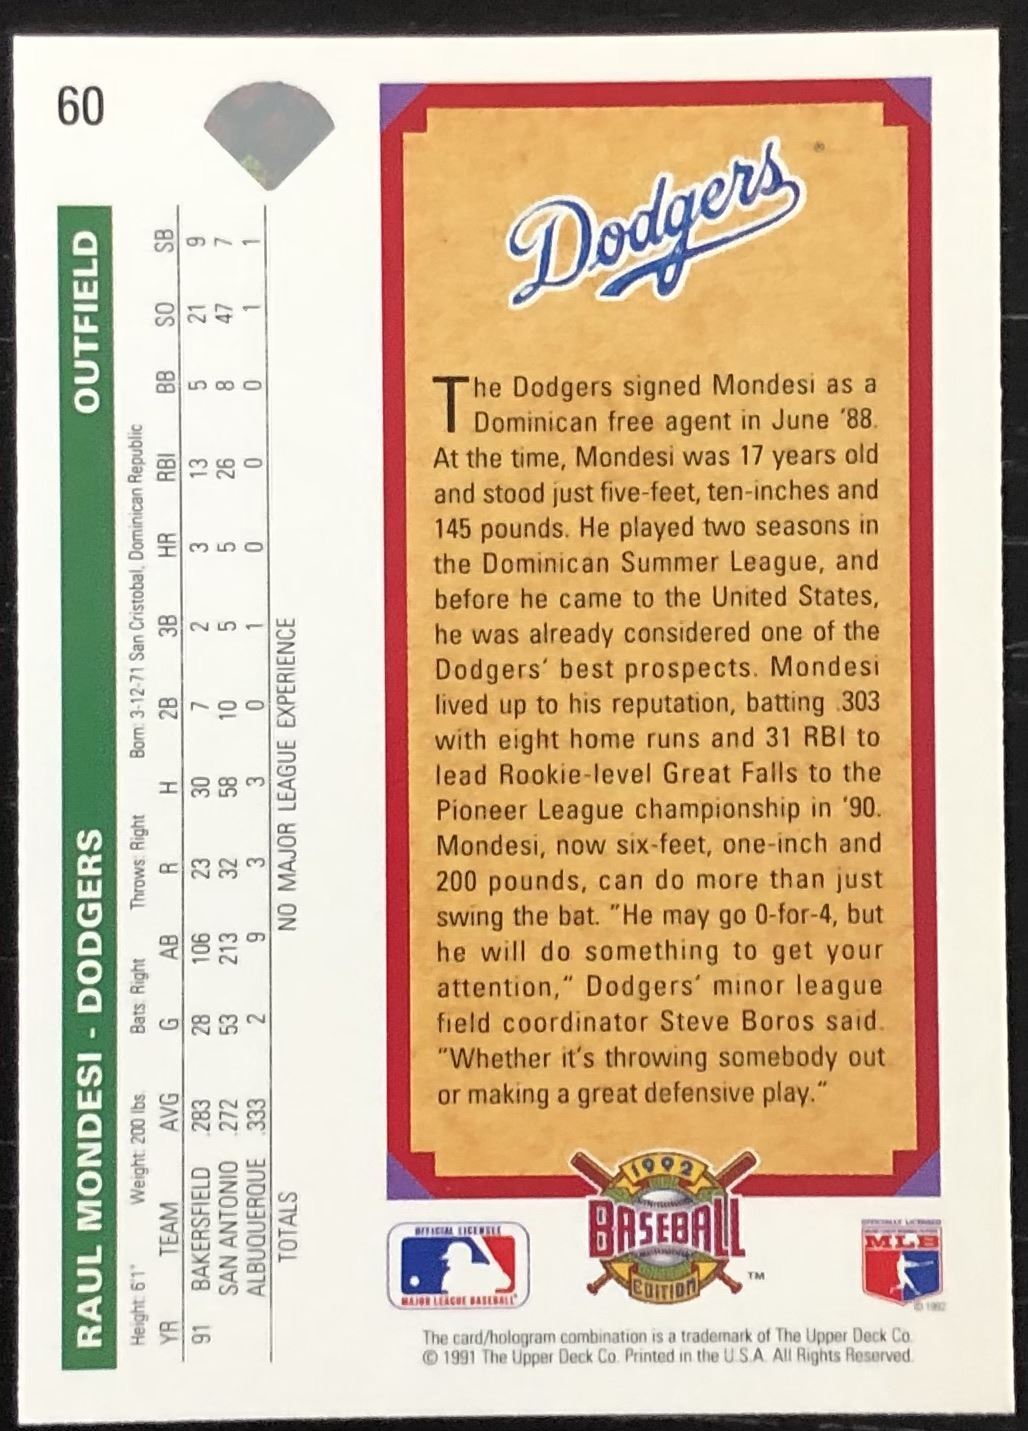 60
RAUL MONDESI - DODGERS OUTFIELD
Height: 6'1" Weight: 200 lbs. Bats: Right Throws: Right Born: 3-12-71 San Cristobal, Dominican Republic
YR TEAM AVG G AB R H 2B 3B HR RBI BB SO SB
91 BAKERSFIELD .283 28 106 23 30 7 2 3 13 5 21 9
SAN ANTONIO .272 53 213 32 58 10 5 5 26 8 47 7
ALBUQUERQUE .333 2 9 3 3 0 1 0 0 0 1 1
TOTALS NO MAJOR LEAGUE EXPERIENCE
Dodgers ®
The Dodgers signed Mondesi as a
Dominican free agent in June '88.
At the time, Mondesi was 17 years old
and stood just five-feet, ten-inches and
145 pounds. He played two seasons in
the Dominican Summer League, and
before he came to the United States,
he was already considered one of the
Dodgers' best prospects. Mondesi
lived up to his reputation, batting .303
with eight home runs and 31 RBI to
lead Rookie-level Great Falls to the
Pioneer League championship in '90.
Mondesi, now six-feet, one-inch and
200 pounds, can do more than just
swing the bat. "He may go 0-for-4, but
he will do something to get your
attention," Dodgers' minor league
field coordinator Steve Boros said.
"Whether it's throwing somebody out
or making a great defensive play."
OFFICIAL LICENSEE
MAJOR LEAGUE BASEBALL
1992
BASEBALL
EDITION
™
OFFICIALLY LICENSED
MLB
© 1992
The card/hologram combination is a trademark of The Upper Deck Co.
© 1991 The Upper Deck Co. Printed in the U.S.A. All Rights Reserved.